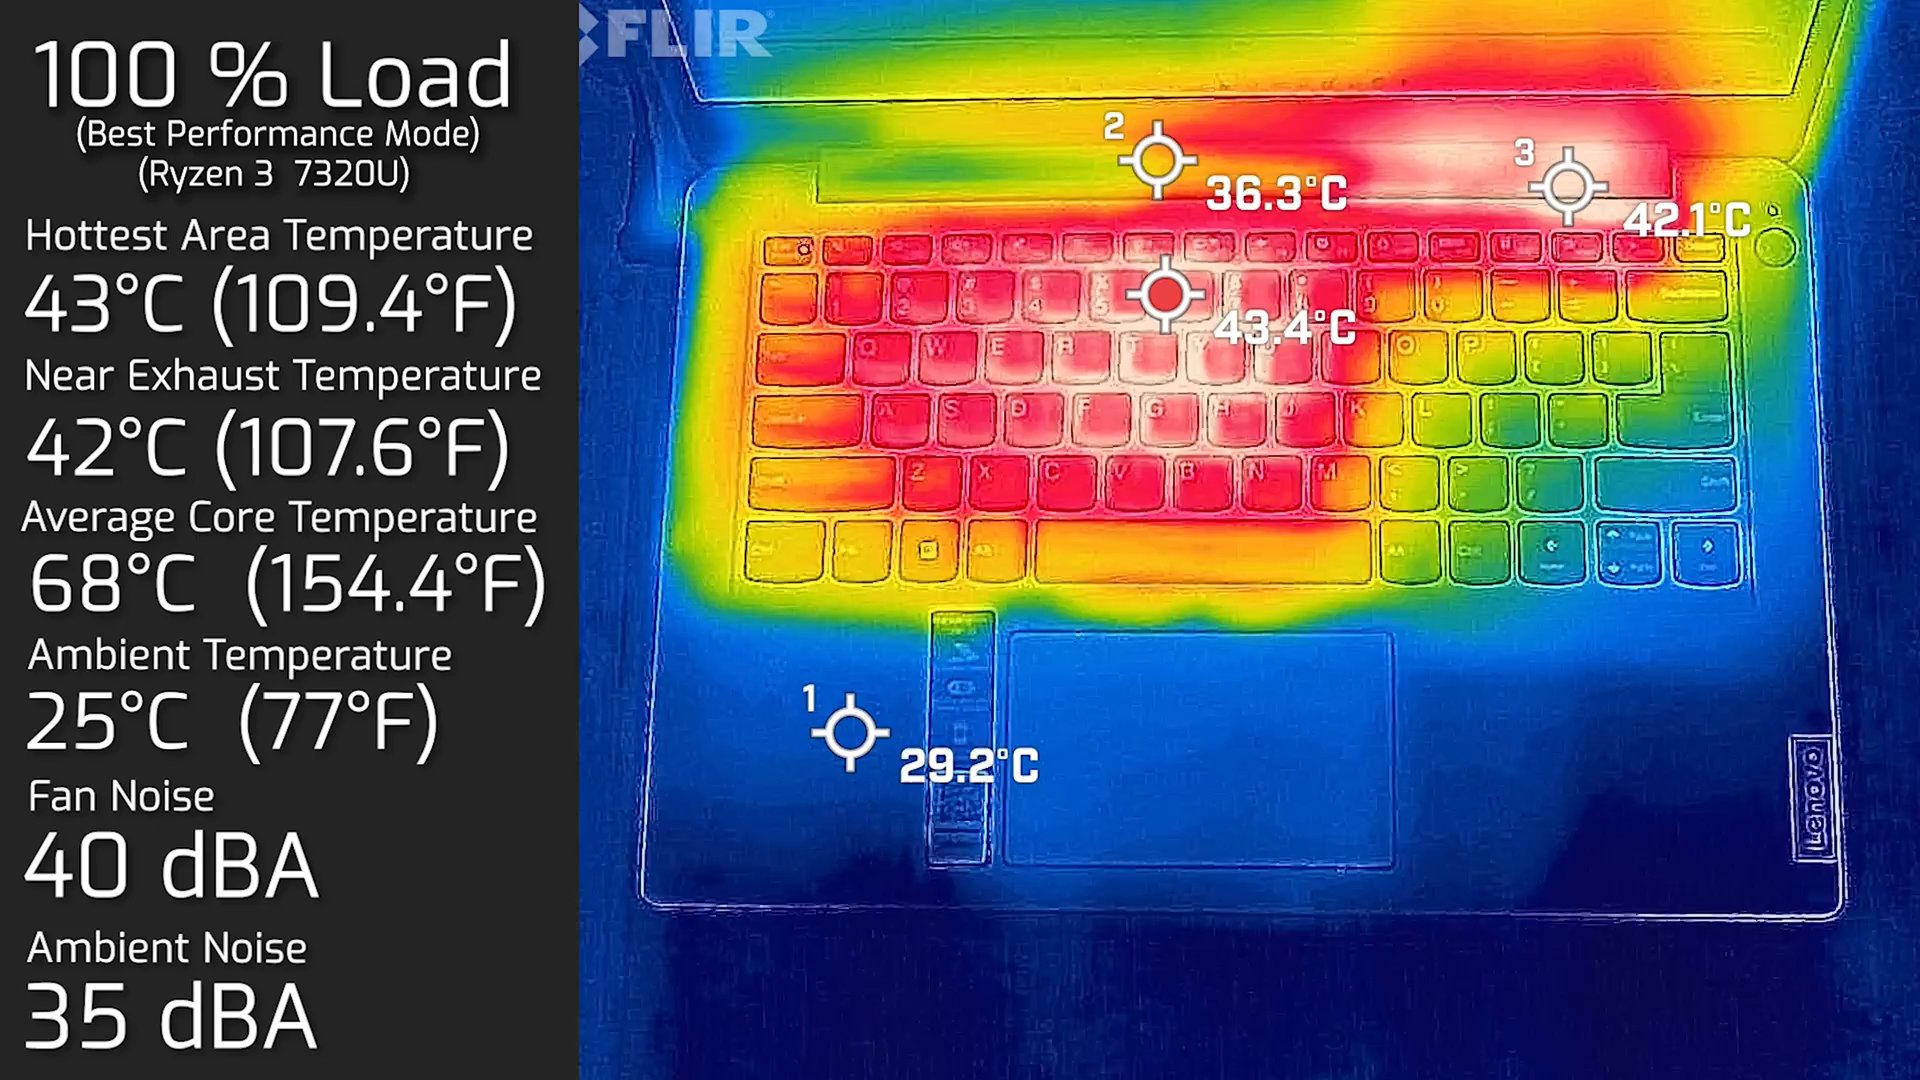 100 % Load
(Best Performance Mode)
(Ryzen 3 7320U)
Hottest Area Temperature
43°C (109.4°F)
Near Exhaust Temperature
42°C (107.6°F)
Average Core Temperature
68°C (154.4°F)
Ambient Temperature
25°C (77°F)
Fan Noise
40 dBA
Ambient Noise
35 dBA
FLIR
2
36.3°C
3
42.1°C
43.4°C
Q W E R T Y O P
A S D F G H J K L
Z X C V B N M
1
29.2°C
Lenovo